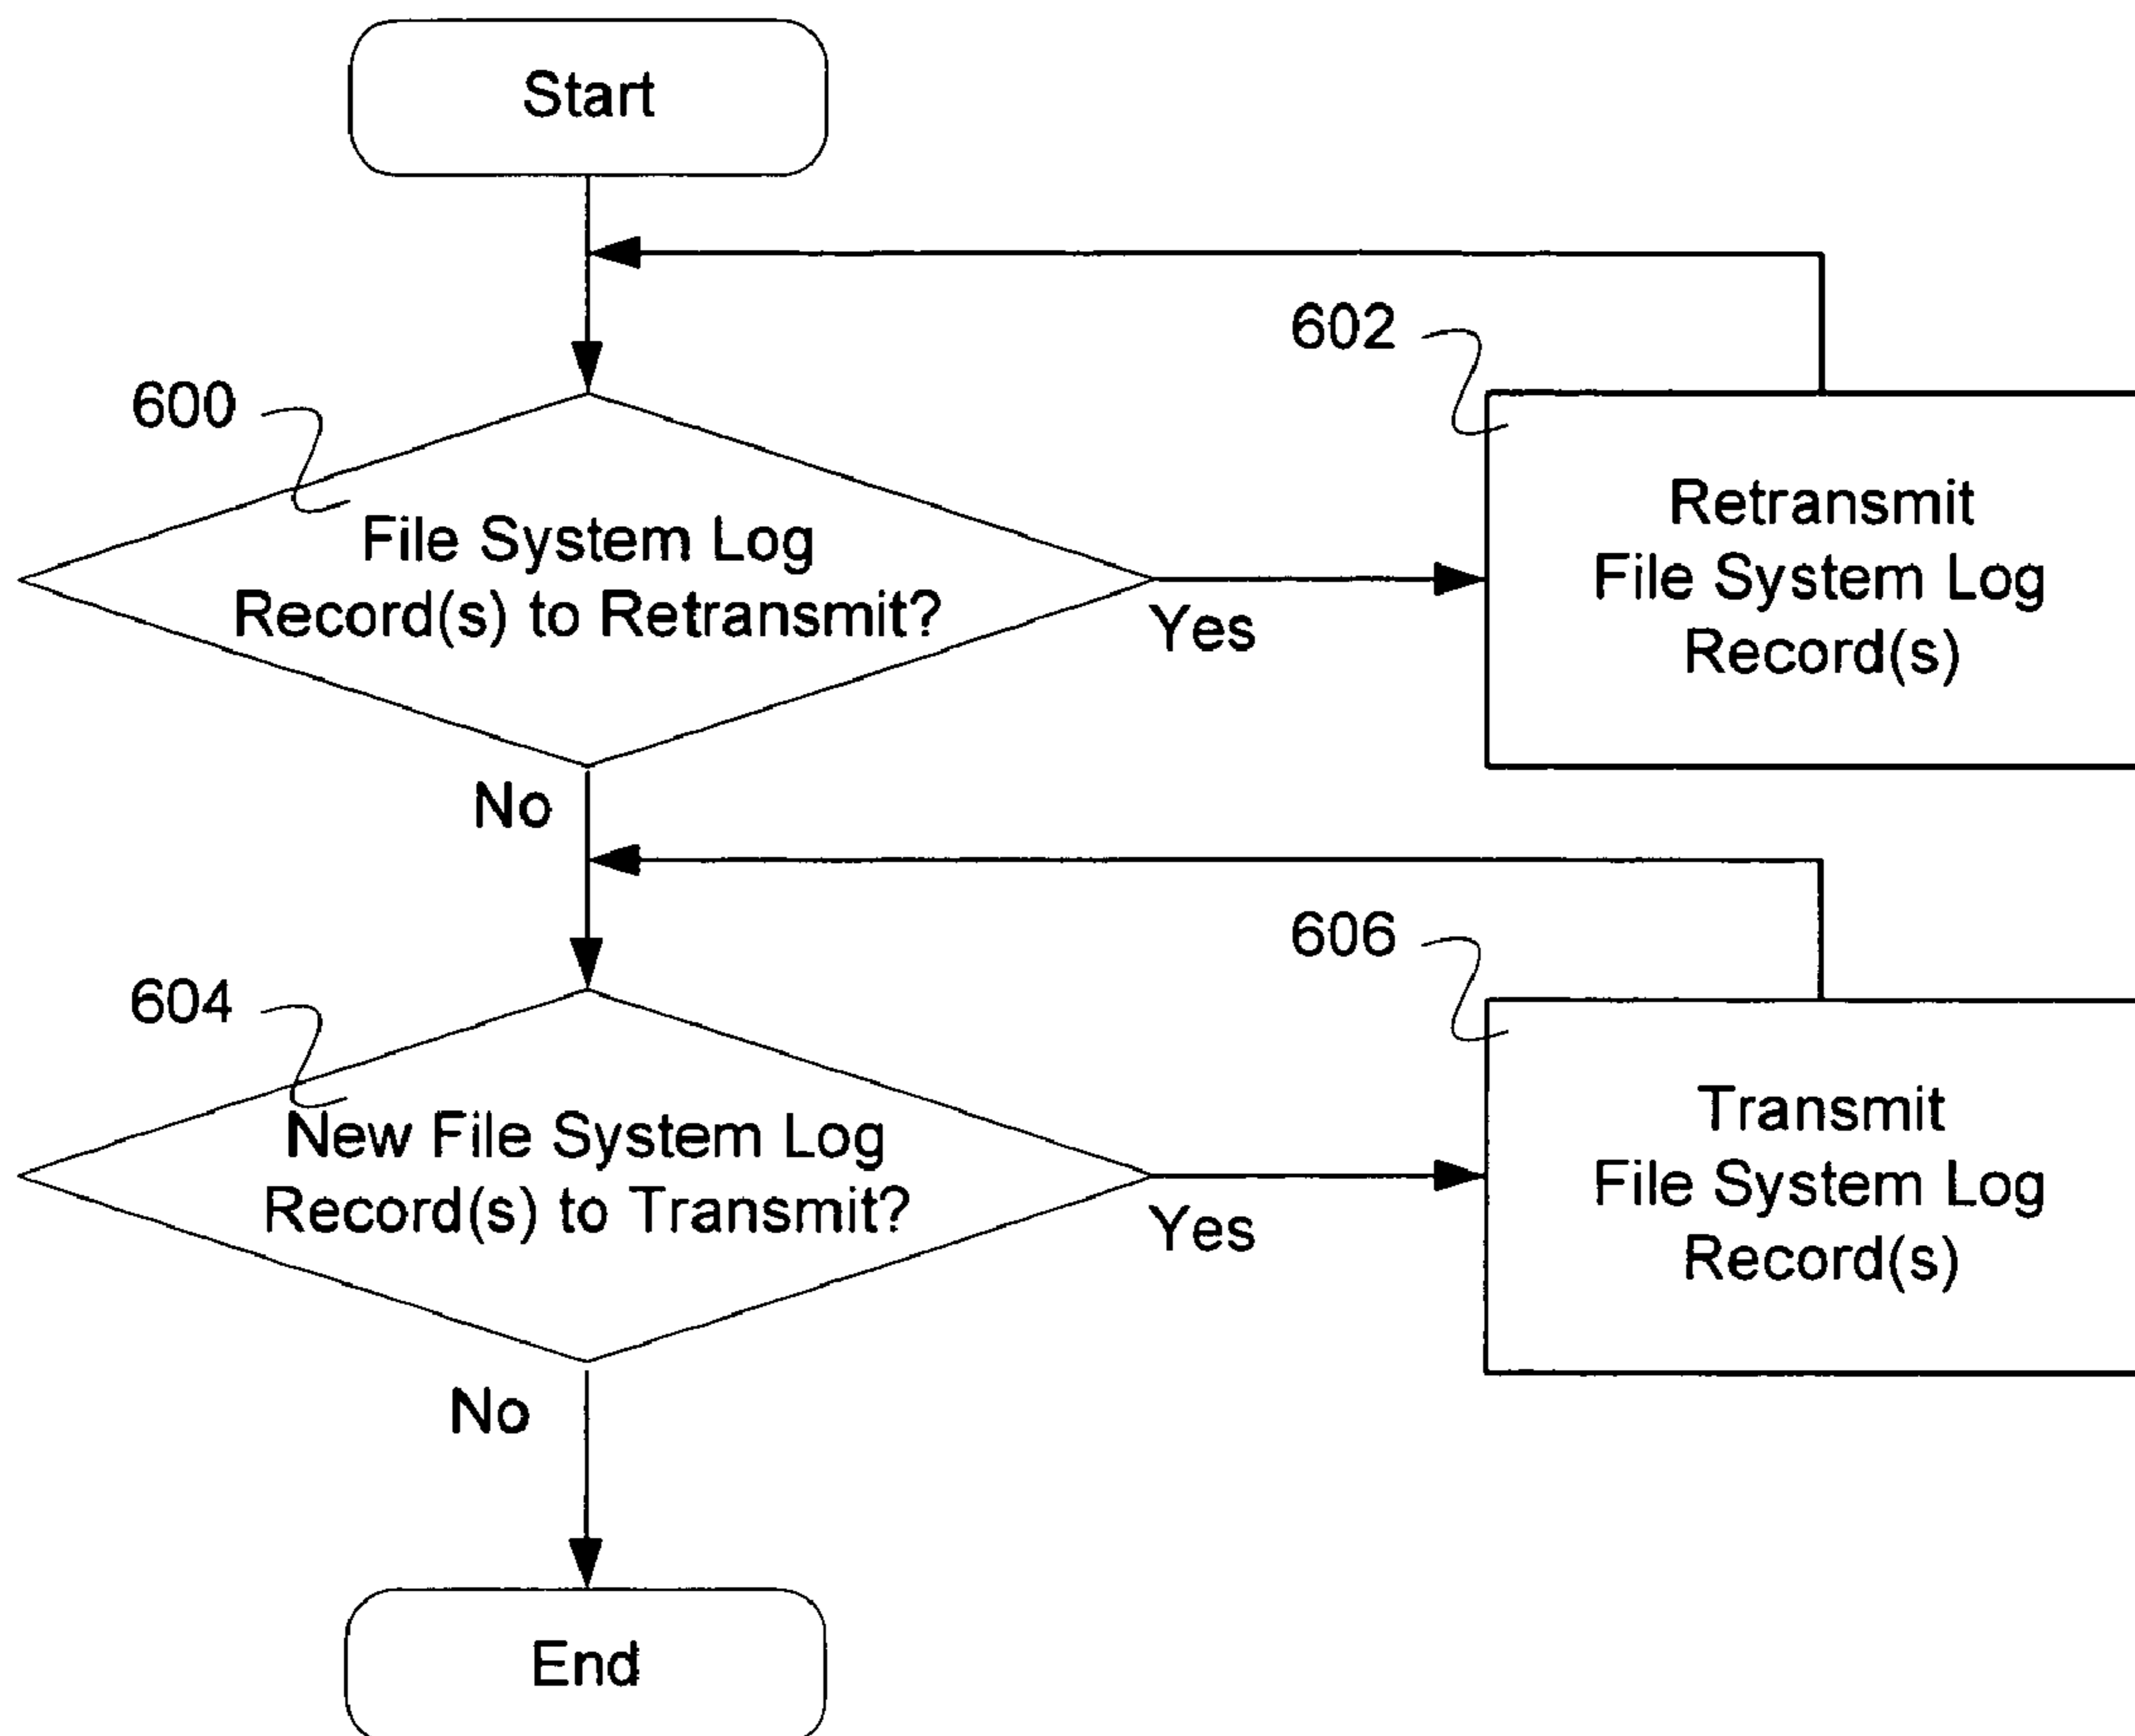 Start
602
600
File System Log
Record(s) to Retransmit?
Yes
Retransmit
File System Log
Record(s)
No
606
604
New File System Log
Record(s) to Transmit?
Yes
Transmit
File System Log
Record(s)
No
End